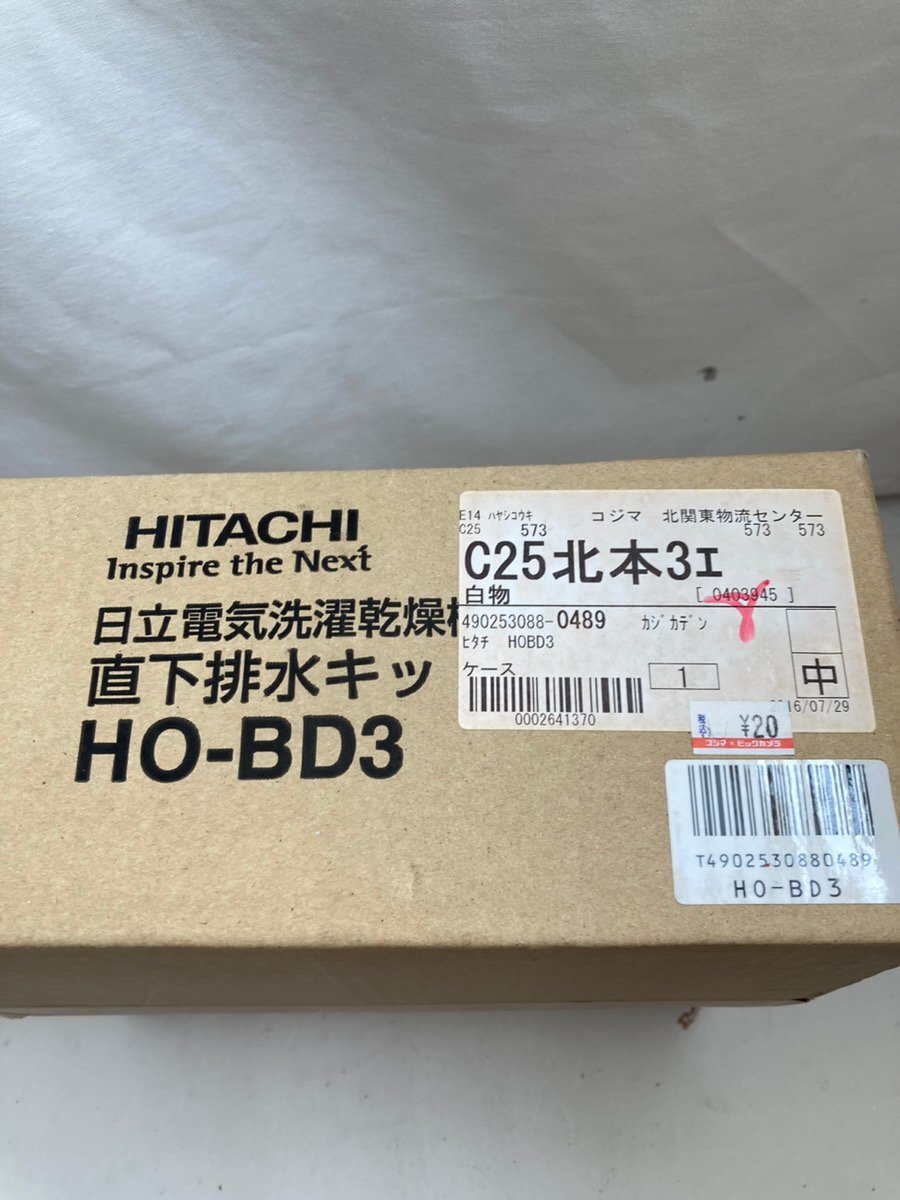 HITACHI
Inspire the Next
日立電気洗濯乾燥
直下排水キッ
HO-BD3
E14 ハヤシコウキ コジマ 北関東物流センター
C25 573 573 573
C25北本3エ
白物 [ 0403945 ]
490253088-0489 カジカデン
ヒタチ HOBD3
ケース 1 中
0002641370
16/07/29
税込 ¥20
コジマ×ビックカメラ
T4902530880489
HO-BD3